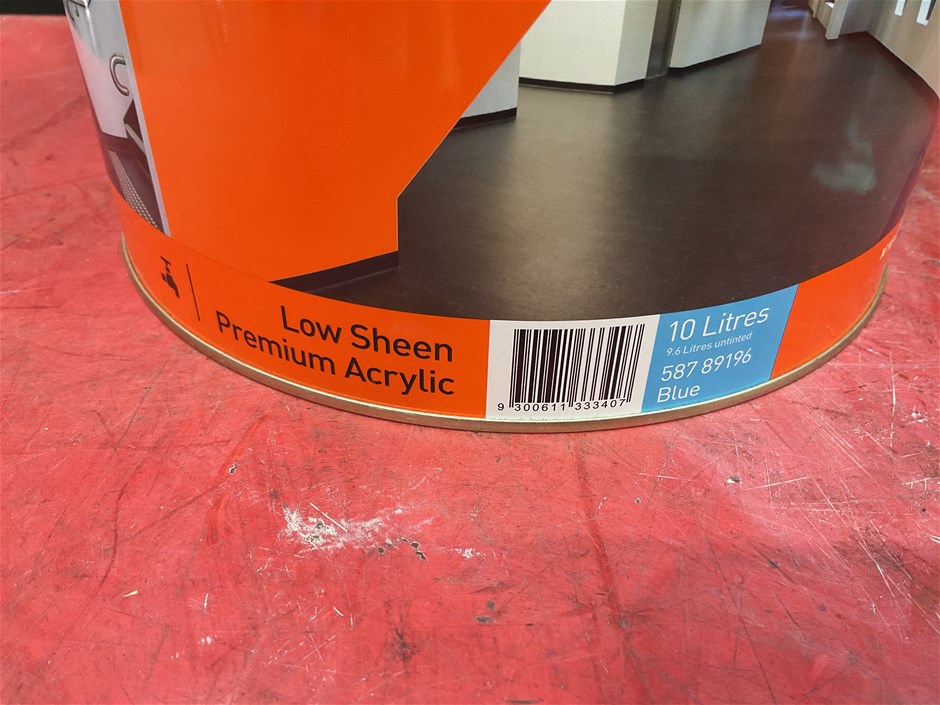 Low Sheen
Premium Acrylic
9 300611 333407
10 Litres
9.6 Litres untinted
587 89196
Blue